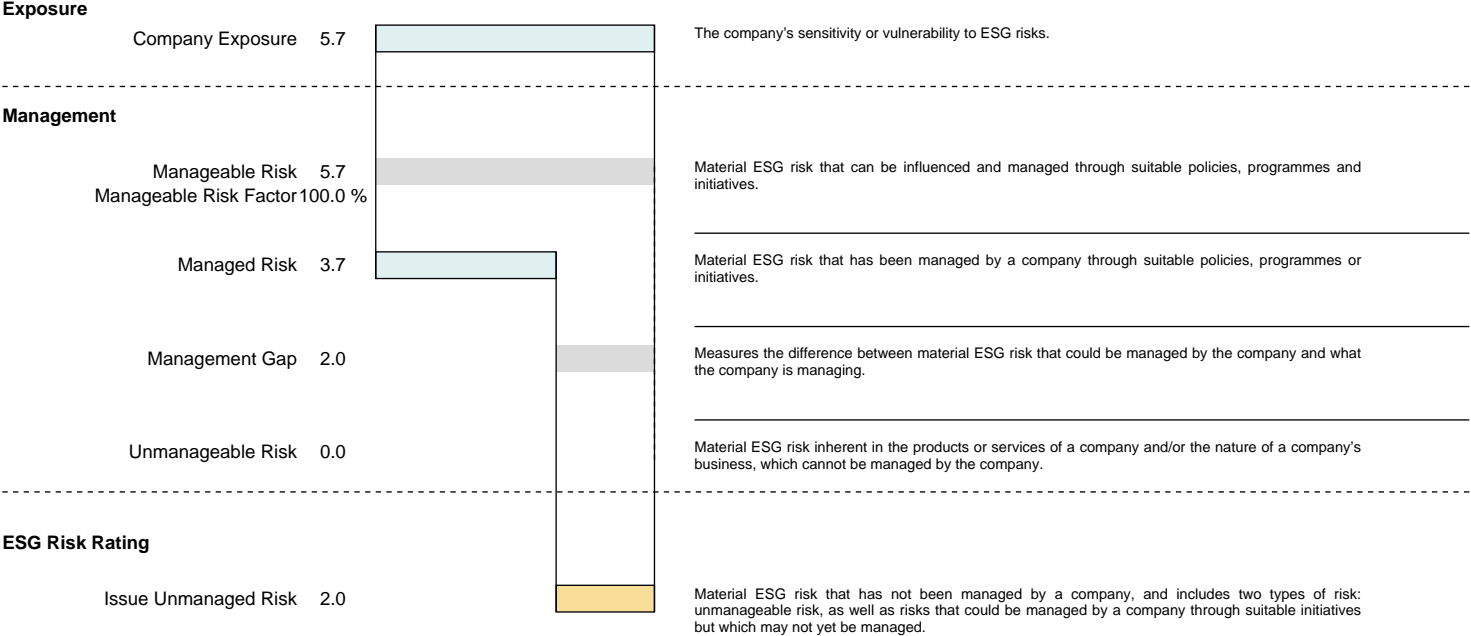 Exposure
Company Exposure 5.7
The company’s sensitivity or vulnerability to ESG risks.
Management
Manageable Risk 5.7
Manageable Risk Factor 100.0 %
Material ESG risk that can be influenced and managed through suitable policies, programmes and
initiatives.
Managed Risk 3.7
Material ESG risk that has been managed by a company through suitable policies, programmes or
initiatives.
Management Gap 2.0
Measures the difference between material ESG risk that could be managed by the company and what
the company is managing.
Unmanageable Risk 0.0
Material ESG risk inherent in the products or services of a company and/or the nature of a company’s
business, which cannot be managed by the company.
ESG Risk Rating
Issue Unmanaged Risk 2.0
Material ESG risk that has not been managed by a company, and includes two types of risk:
unmanageable risk, as well as risks that could be managed by a company through suitable initiatives
but which may not yet be managed.